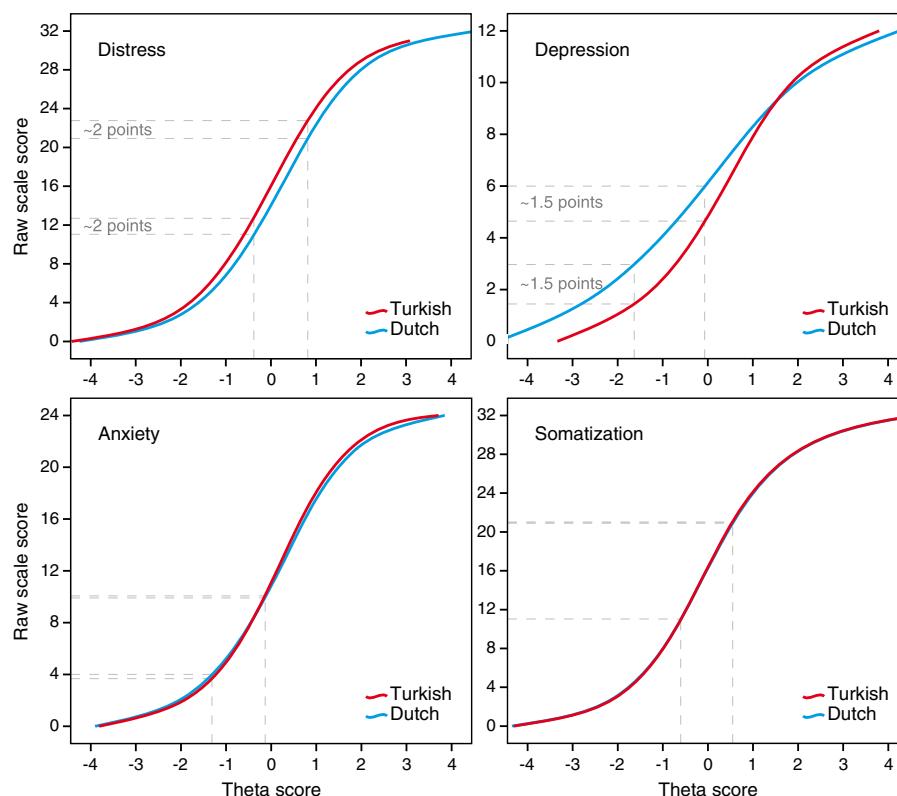 Distress
Raw scale score
32
28
24
20
16
12
8
4
0
~2 points
~2 points
Turkish
Dutch
-4 -3 -2 -1 0 1 2 3 4
Depression
12
10
8
6
4
2
0
~1.5 points
~1.5 points
Turkish
Dutch
-4 -3 -2 -1 0 1 2 3 4
Anxiety
Raw scale score
24
20
16
12
8
4
0
Turkish
Dutch
-4 -3 -2 -1 0 1 2 3 4
Theta score
Somatization
32
28
24
20
16
12
8
4
0
Turkish
Dutch
-4 -3 -2 -1 0 1 2 3 4
Theta score